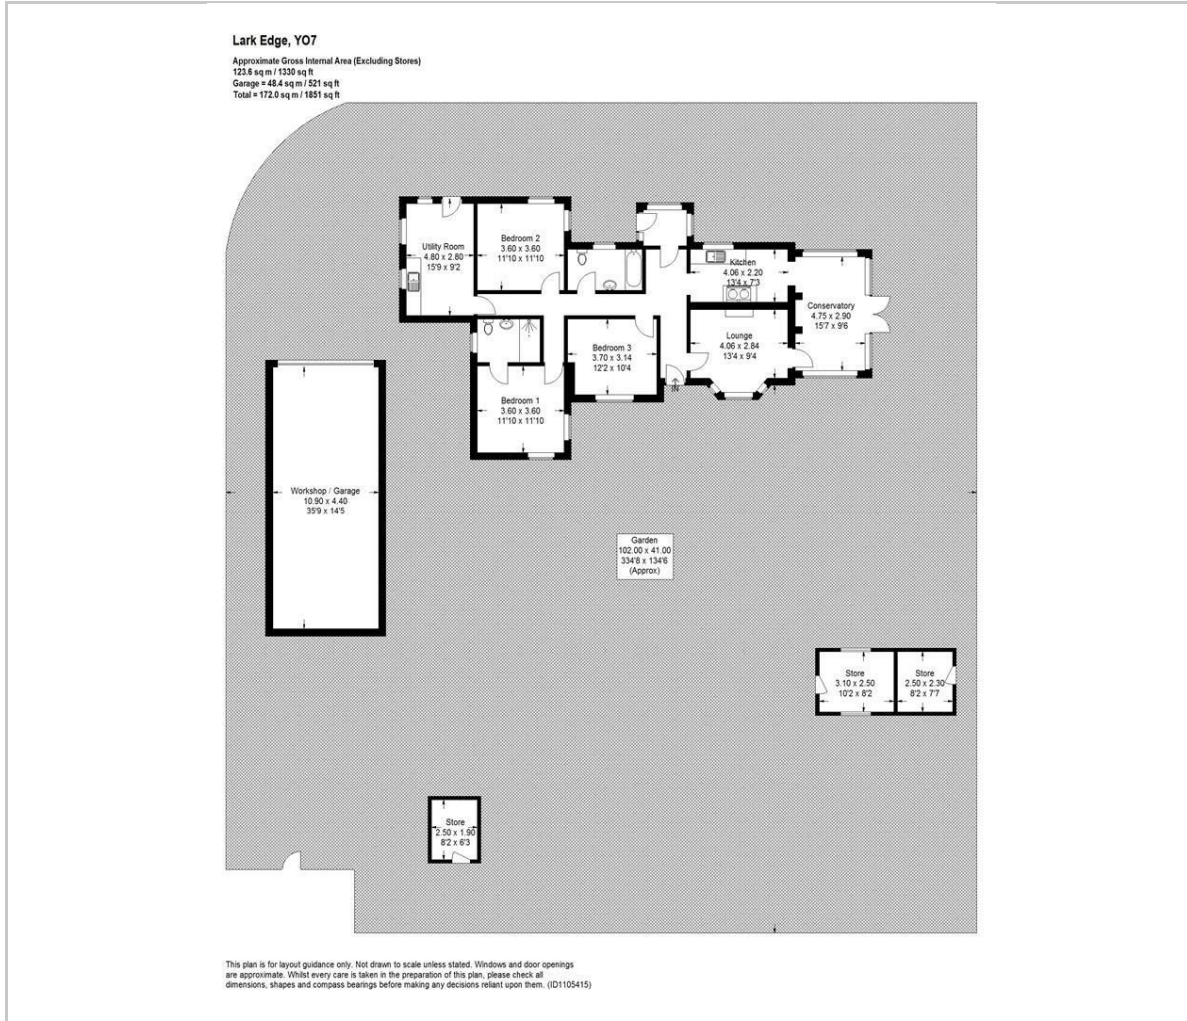 Lark Edge, YO7
Approximate Gross Internal Area (Excluding Stores)
123.6 sq m / 1330 sq ft
Garage = 48.4 sq m / 521 sq ft
Total = 172.0 sq m / 1851 sq ft
Utility Room
4.80 x 2.80
15'9 x 9'2
Bedroom 2
3.60 x 3.60
11'10 x 11'10
Kitchen
4.06 x 2.20
13'4 x 7'3
Conservatory
4.75 x 2.90
15'7 x 9'6
Lounge
4.06 x 2.84
13'4 x 9'4
Bedroom 3
3.70 x 3.14
12'2 x 10'4
IN
Bedroom 1
3.60 x 3.60
11'10 x 11'10
Workshop / Garage
10.90 x 4.40
35'9 x 14'5
Garden
102.00 x 41.00
334'8 x 134'6
(Approx)
Store
3.10 x 2.50
10'2 x 8'2
Store
2.50 x 2.30
8'2 x 7'7
Store
2.50 x 1.90
8'2 x 6'3
This plan is for layout guidance only. Not drawn to scale unless stated. Windows and door openings
are approximate. Whilst every care is taken in the preparation of this plan, please check all
dimensions, shapes and compass bearings before making any decisions reliant upon them. (ID1105415)